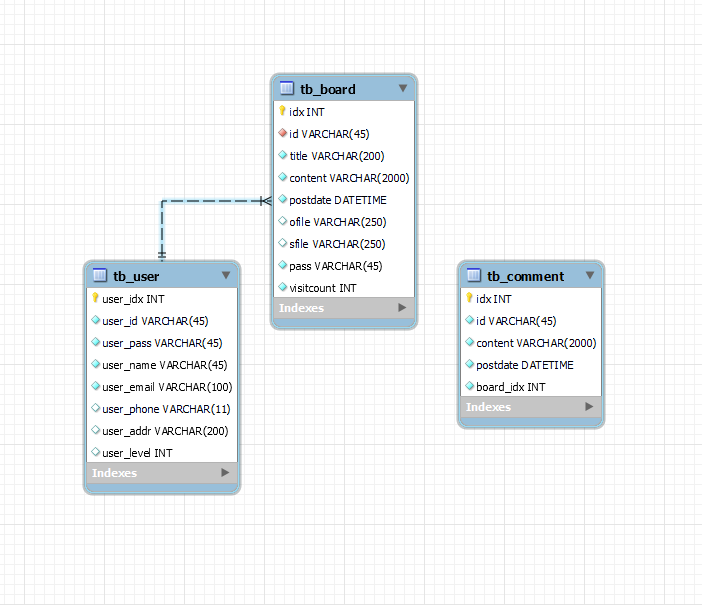 tb_board
idx INT
id VARCHAR(45)
title VARCHAR(200)
content VARCHAR(2000)
postdate DATETIME
ofile VARCHAR(250)
sfile VARCHAR(250)
pass VARCHAR(45)
visitcount INT
Indexes
tb_user
user_idx INT
user_id VARCHAR(45)
user_pass VARCHAR(45)
user_name VARCHAR(45)
user_email VARCHAR(100)
user_phone VARCHAR(11)
user_addr VARCHAR(200)
user_level INT
Indexes
tb_comment
idx INT
id VARCHAR(45)
content VARCHAR(2000)
postdate DATETIME
board_idx INT
Indexes